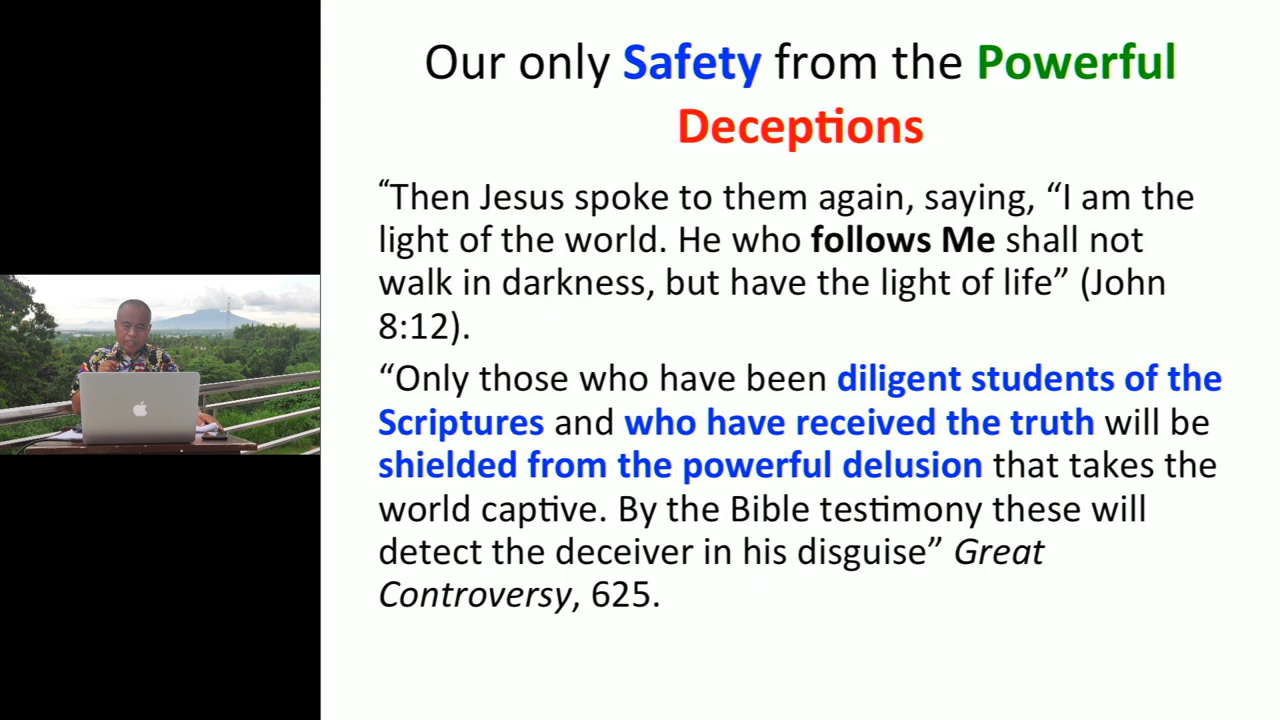 Our only Safety from the Powerful
Deceptions
“Then Jesus spoke to them again, saying, “I am the
light of the world. He who follows Me shall not
walk in darkness, but have the light of life” (John
8:12).
“Only those who have been diligent students of the
Scriptures and who have received the truth will be
shielded from the powerful delusion that takes the
world captive. By the Bible testimony these will
detect the deceiver in his disguise” Great
Controversy, 625.